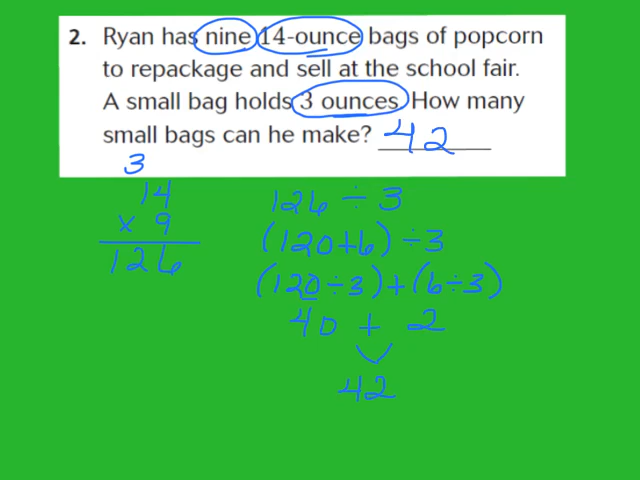 2. Ryan has nine 14-ounce bags of popcorn
to repackage and sell at the school fair.
A small bag holds 3 ounces. How many
small bags can he make? 42
3
14
x 9
126
126 ÷ 3
(120+6) ÷ 3
(120÷3)+(6÷3)
40 + 2
42